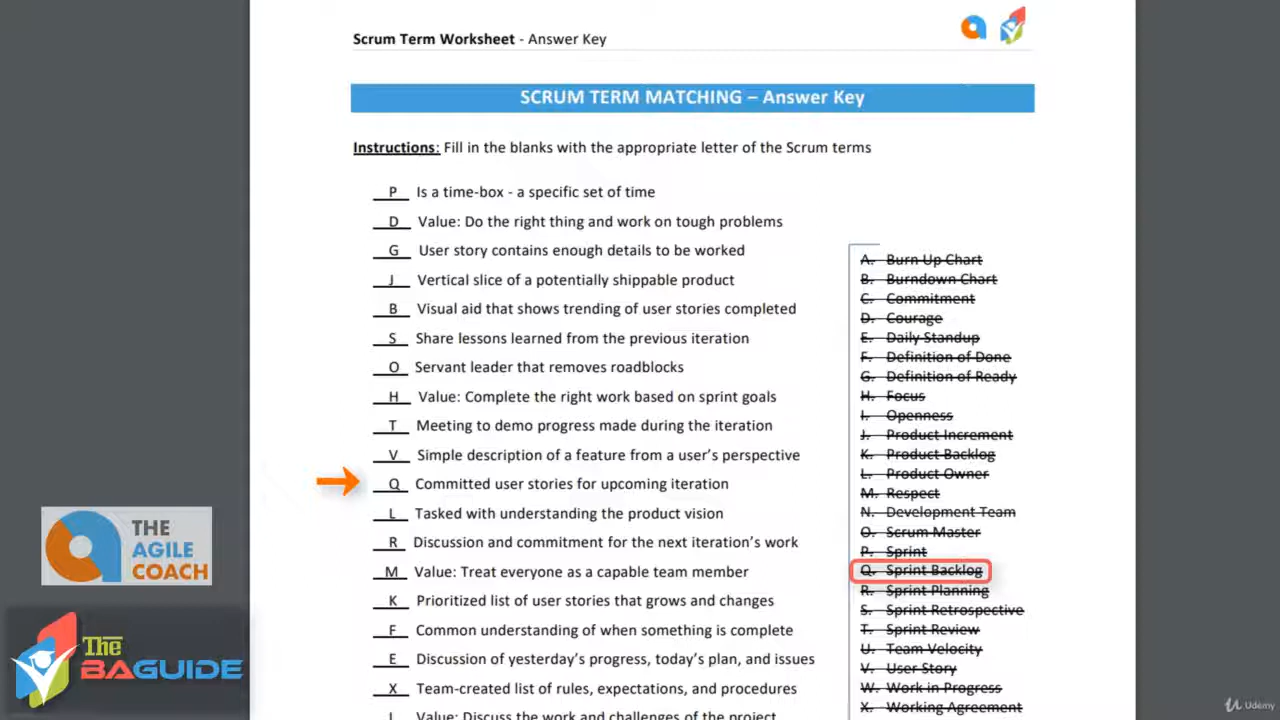 Scrum Term Worksheet - Answer Key
SCRUM TERM MATCHING – Answer Key
Instructions: Fill in the blanks with the appropriate letter of the Scrum terms
P Is a time-box - a specific set of time
D Value: Do the right thing and work on tough problems
G User story contains enough details to be worked
J Vertical slice of a potentially shippable product
B Visual aid that shows trending of user stories completed
S Share lessons learned from the previous iteration
O Servant leader that removes roadblocks
H Value: Complete the right work based on sprint goals
T Meeting to demo progress made during the iteration
V Simple description of a feature from a user's perspective
Q Committed user stories for upcoming iteration
L Tasked with understanding the product vision
R Discussion and commitment for the next iteration's work
M Value: Treat everyone as a capable team member
K Prioritized list of user stories that grows and changes
F Common understanding of when something is complete
E Discussion of yesterday's progress, today's plan, and issues
X Team-created list of rules, expectations, and procedures
I Value: Discuss the work and challenges of the project
A. Burn Up Chart
B. Burndown Chart
C. Commitment
D. Courage
E. Daily Standup
F. Definition of Done
G. Definition of Ready
H. Focus
I. Openness
J. Product Increment
K. Product Backlog
L. Product Owner
M. Respect
N. Development Team
O. Scrum Master
P. Sprint
Q. Sprint Backlog
R. Sprint Planning
S. Sprint Retrospective
T. Sprint Review
U. Team Velocity
V. User Story
W. Work in Progress
X. Working Agreement
THE
AGILE
COACH
The
BAGUIDE
Udemy